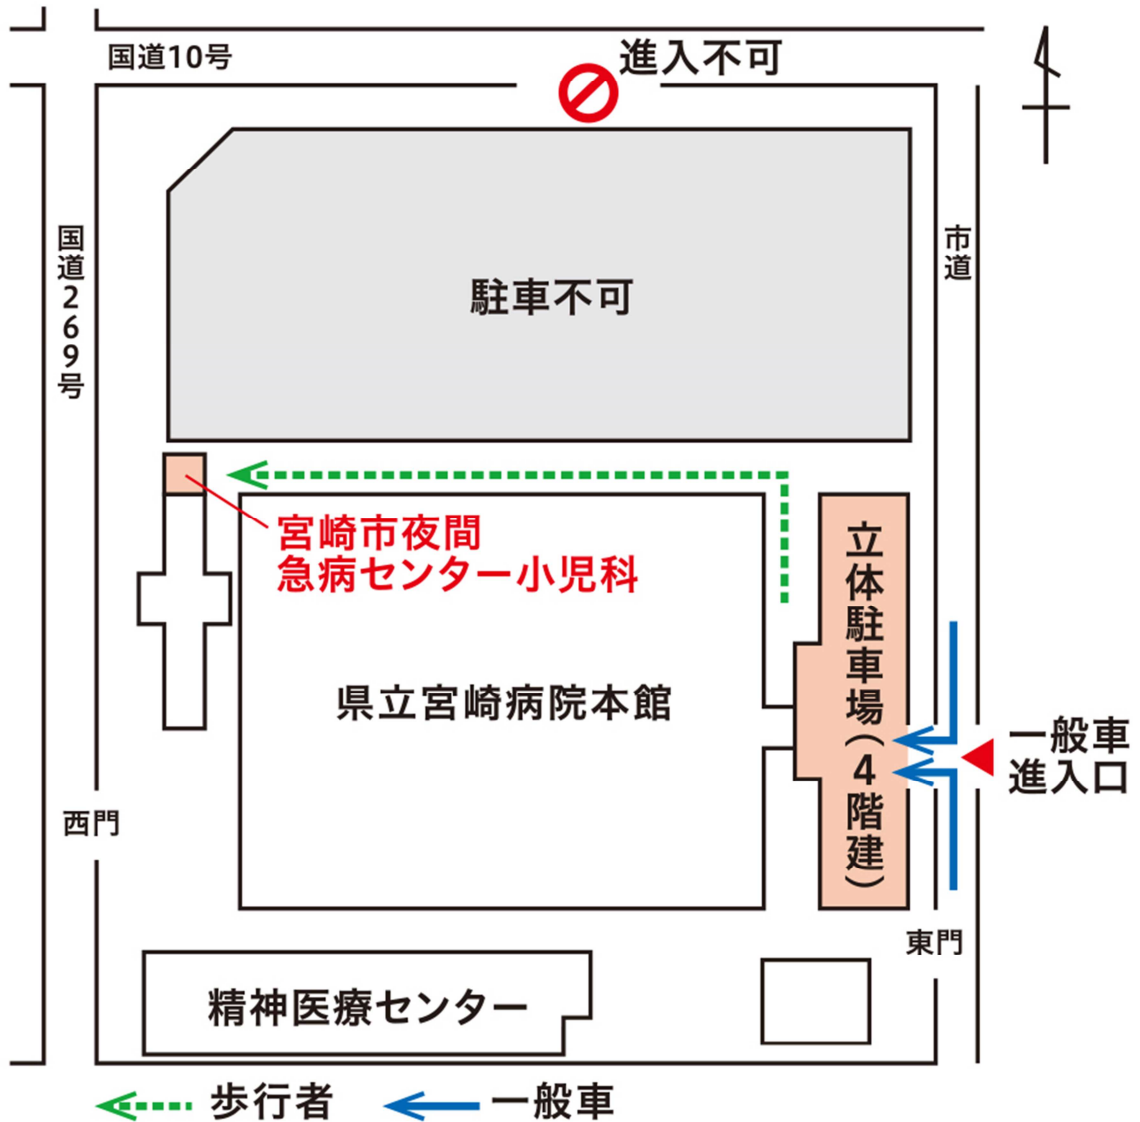 国道10号
進入不可
国道269号
市道
駐車不可
宮崎市夜間
急病センター小児科
立体駐車場(4階建)
県立宮崎病院本館
一般車
進入口
西門
東門
精神医療センター
歩行者
一般車